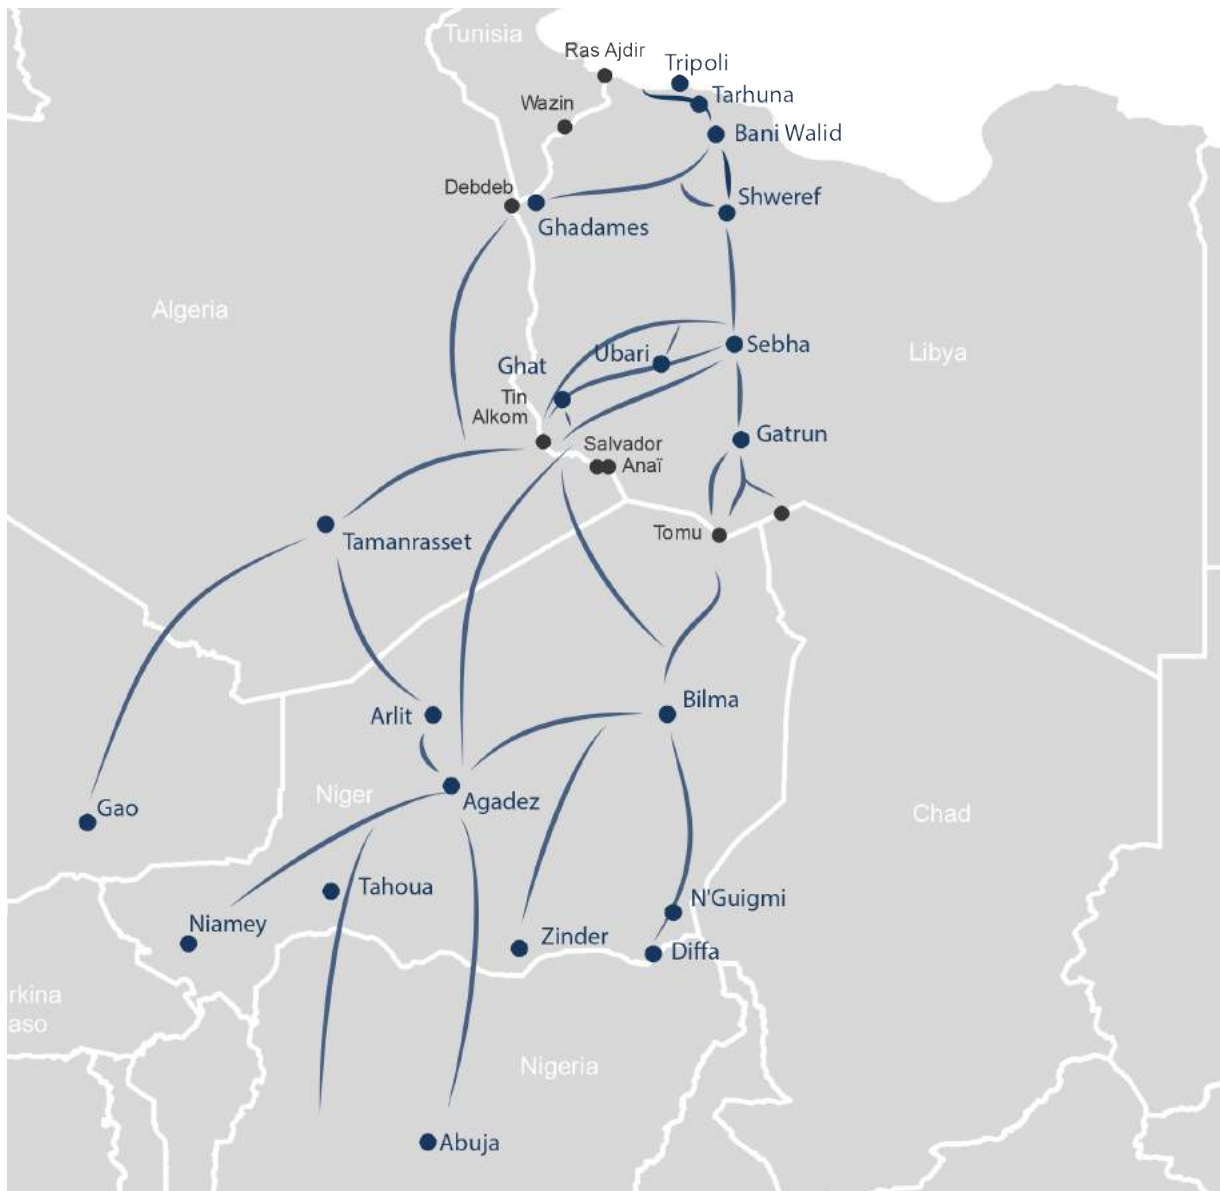 Tunisia
Ras Ajdir
Tripoli
Tarhuna
Wazin
Bani Walid
Debdeb
Shweref
Ghadames
Algeria
Ubari
Sebha
Libya
Ghat
Tin
Alkom
Gatrun
Salvador
Anaï
Tomu
Tamanrasset
Bilma
Arlit
Niger
Agadez
Gao
Chad
Tahoua
N'Guigmi
Niamey
Zinder
Diffa
rkina
aso
Nigeria
Abuja